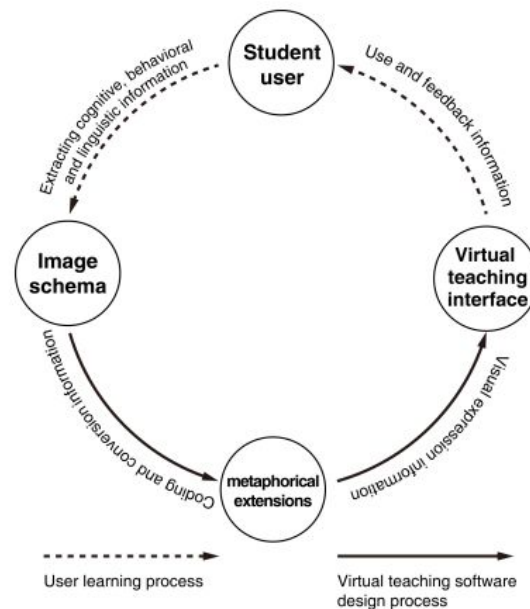 Student
user
Extracting cognitive, behavioral
and linguistic information
Use and feedback information
Image
schema
Virtual
teaching
interface
Coding and conversion information
Visual expression information
metaphorical
extensions
User learning process
Virtual teaching software
design process